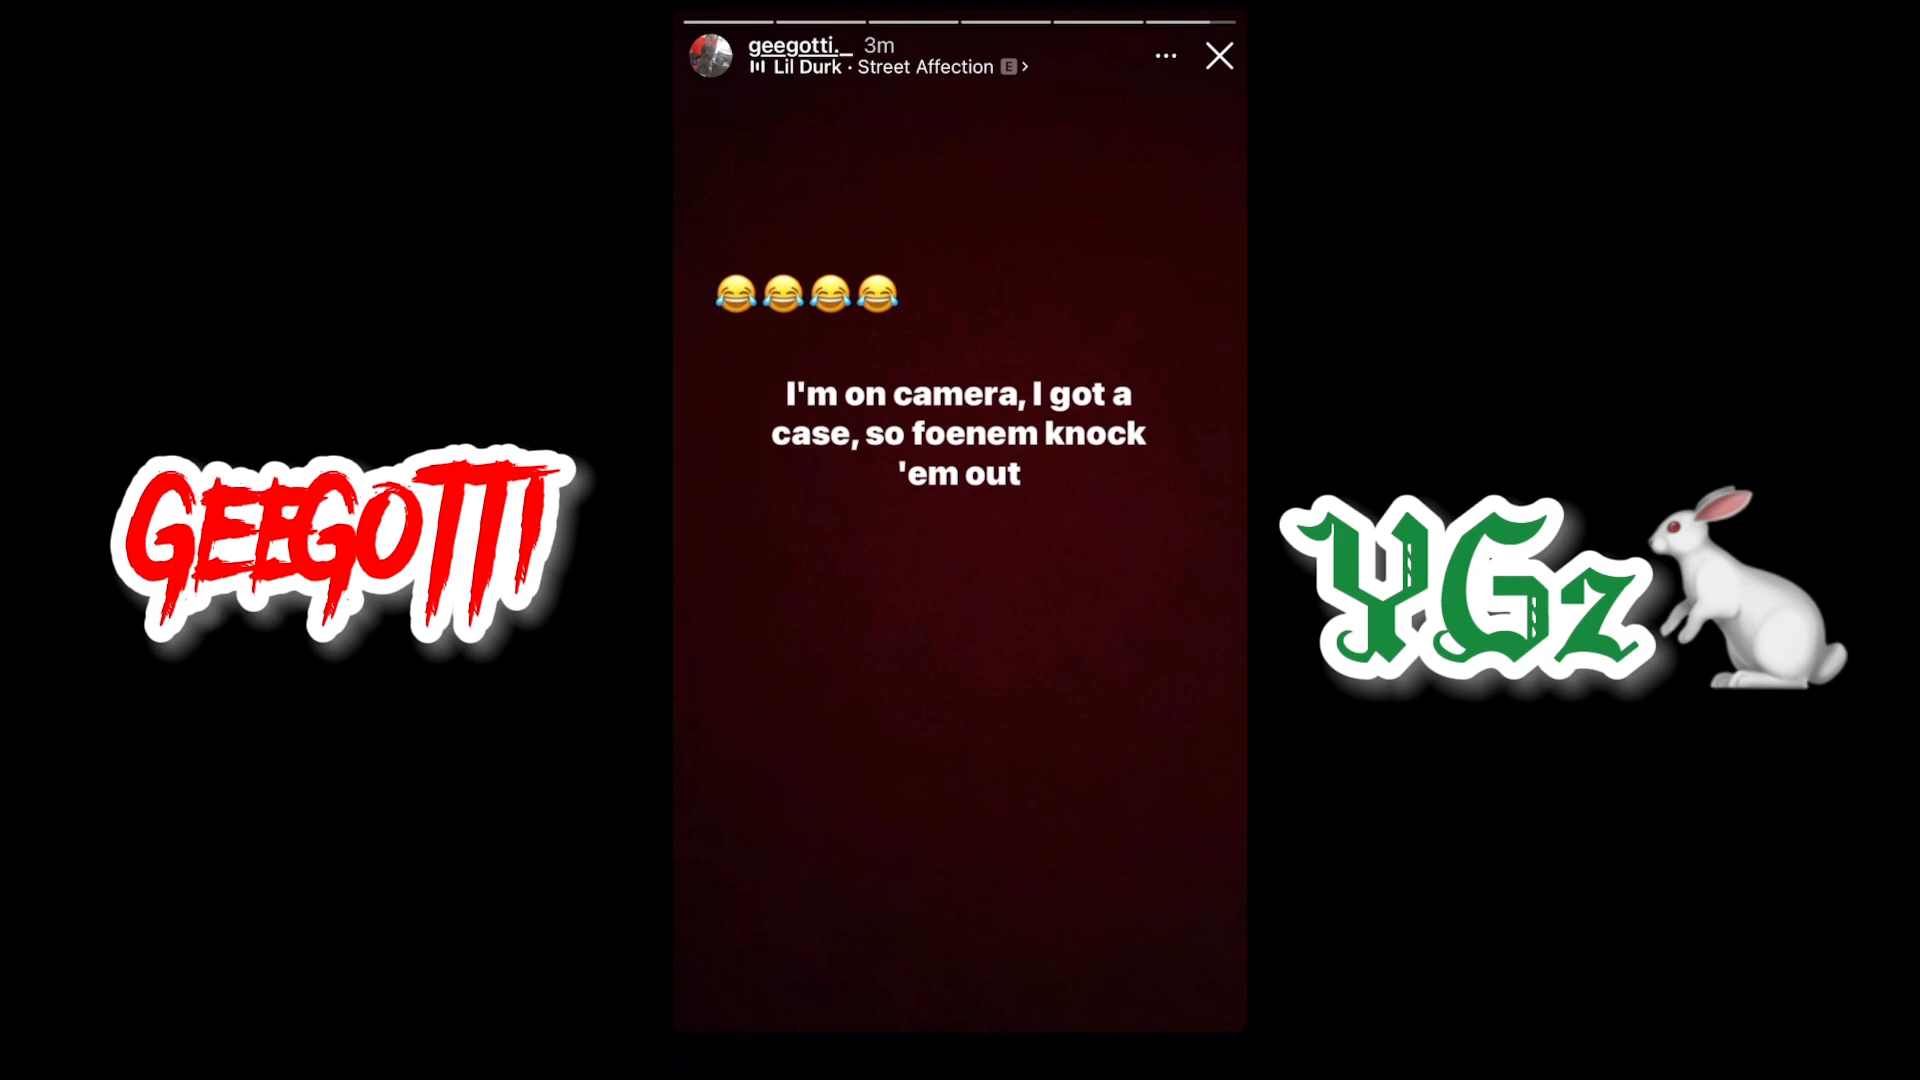 geegotti._ 3m
Lil Durk · Street Affection E >
😂😂😂😂
I'm on camera, I got a
case, so foenem knock
'em out
GEEGOTTI
YGz